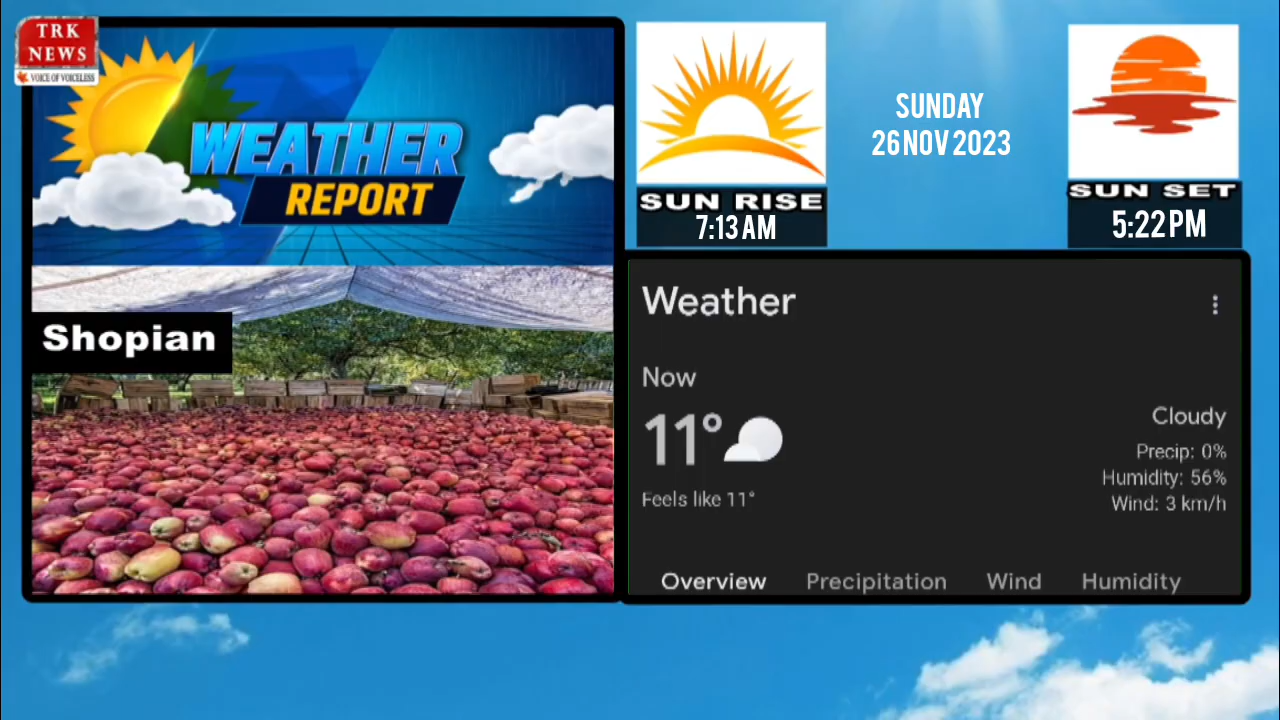 TRK
NEWS
VOICE OF VOICELESS
WEATHER
REPORT
Shopian
SUN RISE
7:13 AM
SUNDAY
26 NOV 2023
SUN SET
5:22 PM
Weather
Now
11°
Feels like 11°
Cloudy
Precip: 0%
Humidity: 56%
Wind: 3 km/h
Overview Precipitation Wind Humidity